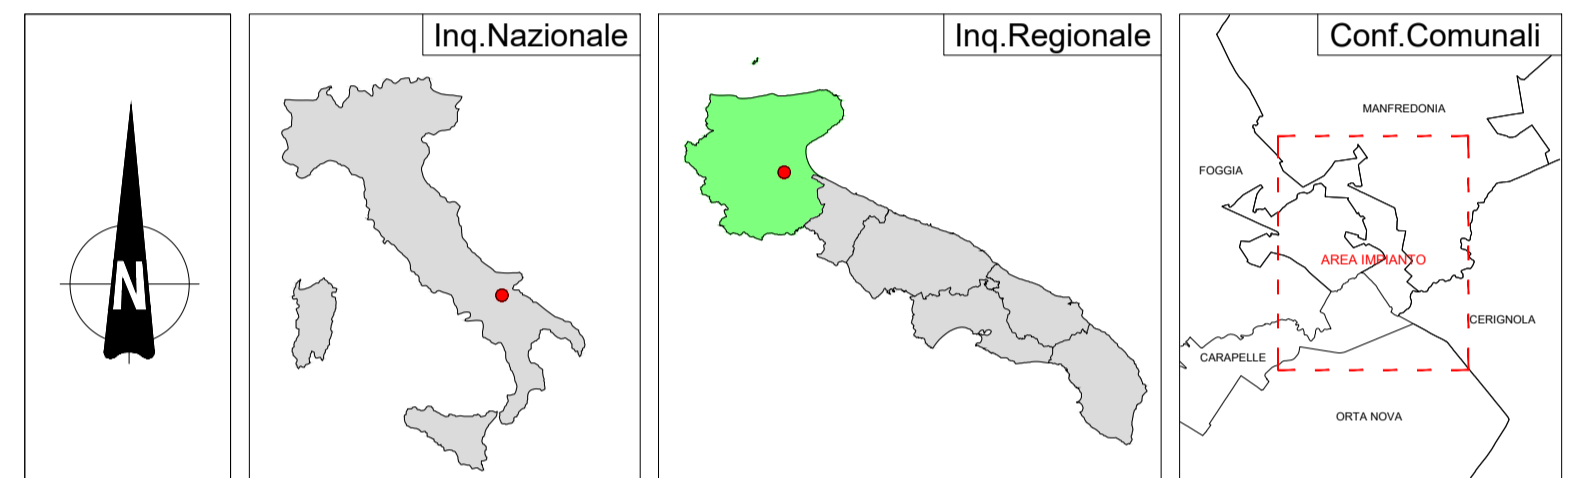 N
Inq.Nazionale
Inq.Regionale
Conf.Comunali
MANFREDONIA
FOGGIA
AREA IMPIANTO
CERIGNOLA
CARAPELLE
ORTA NOVA